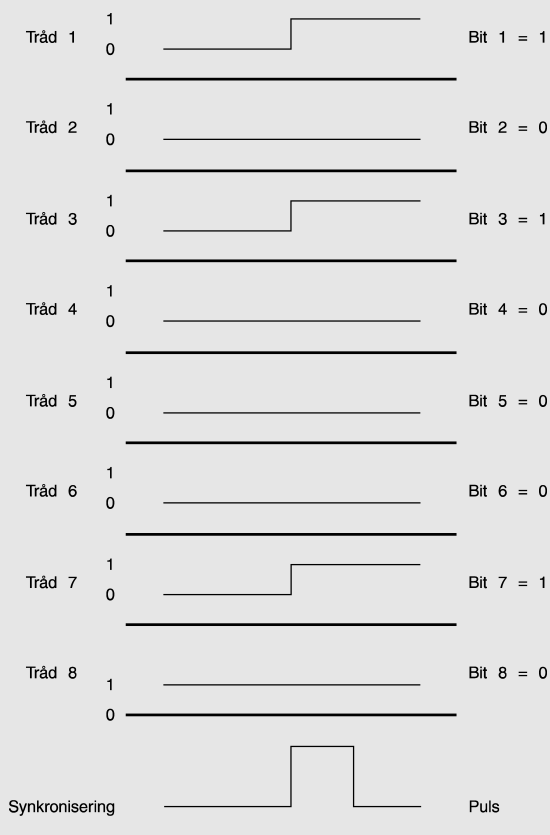 1
Tråd 1 Bit 1 = 1
0
1
Tråd 2 Bit 2 = 0
0
1
Tråd 3 Bit 3 = 1
0
1
Tråd 4 Bit 4 = 0
0
1
Tråd 5 Bit 5 = 0
0
1
Tråd 6 Bit 6 = 0
0
1
Tråd 7 Bit 7 = 1
0
Tråd 8 Bit 8 = 0
1
0
Synkronisering Puls